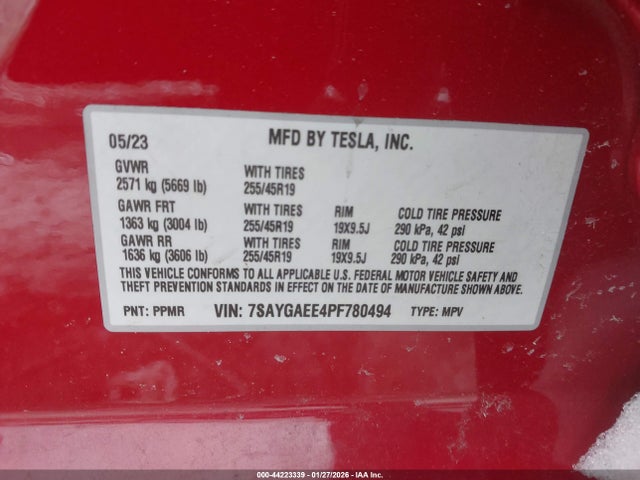 05/23 MFD BY TESLA, INC.
GVWR WITH TIRES
2571 kg (5669 lb) 255/45R19
GAWR FRT WITH TIRES RIM COLD TIRE PRESSURE
1363 kg (3004 lb) 255/45R19 19X9.5J 290 kPa, 42 psi
GAWR RR WITH TIRES RIM COLD TIRE PRESSURE
1636 kg (3606 lb) 255/45R19 19X9.5J 290 kPa, 42 psi
THIS VEHICLE CONFORMS TO ALL APPLICABLE U.S. FEDERAL MOTOR VEHICLE SAFETY AND
THEFT PREVENTION STANDARDS IN EFFECT ON THE DATE OF MANUFACTURE SHOWN ABOVE.
PNT: PPMR VIN: 7SAYGAEE4PF780494 TYPE: MPV
000-44223339 - 01/27/2026 - IAA Inc.